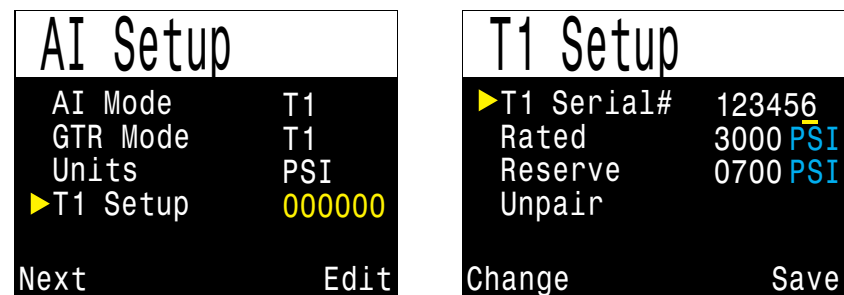 AI Setup
AI Mode T1
GTR Mode T1
Units PSI
T1 Setup 000000
Next Edit
T1 Setup
T1 Serial# 123456
Rated 3000 PSI
Reserve 0700 PSI
Unpair
Change Save